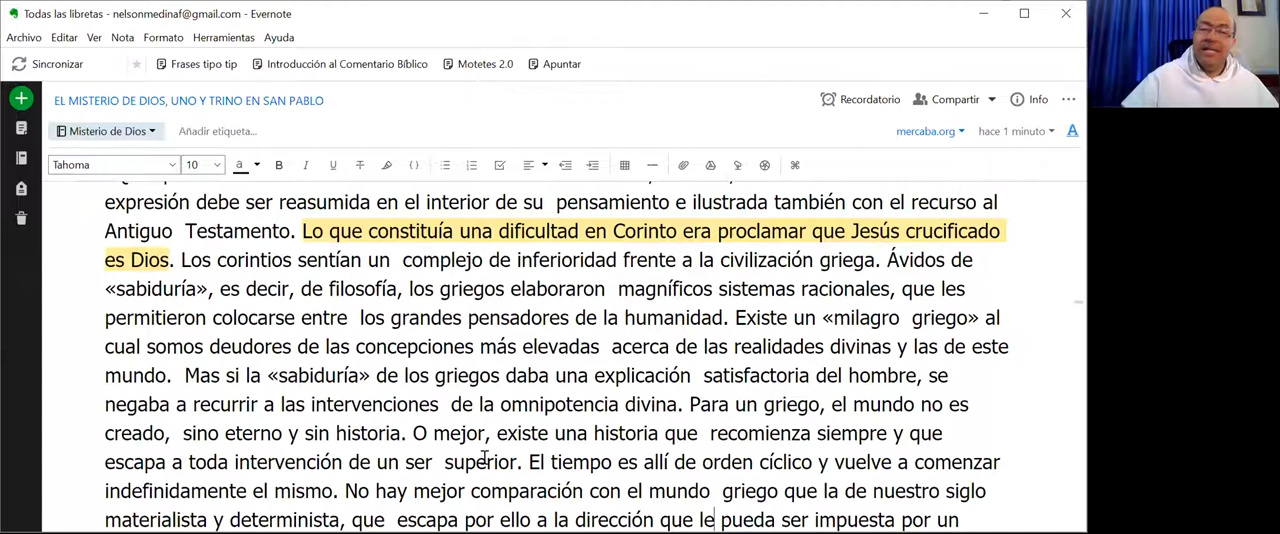 Todas las libretas - nelsonmedinaf@gmail.com - Evernote
Archivo Editar Ver Nota Formato Herramientas Ayuda
Sincronizar Frases tipo tip Introducción al Comentario Bíblico Motetes 2.0 Apuntar
EL MISTERIO DE DIOS, UNO Y TRINO EN SAN PABLO Recordatorio Compartir Info
Misterio de Dios Añadir etiqueta... mercaba.org hace 1 minuto A
Tahoma 10 a B I U T
expresión debe ser reasumida en el interior de su pensamiento e ilustrada también con el recurso al
Antiguo Testamento. Lo que constituía una dificultad en Corinto era proclamar que Jesús crucificado
es Dios. Los corintios sentían un complejo de inferioridad frente a la civilización griega. Ávidos de
«sabiduría», es decir, de filosofía, los griegos elaboraron magníficos sistemas racionales, que les
permitieron colocarse entre los grandes pensadores de la humanidad. Existe un «milagro griego» al
cual somos deudores de las concepciones más elevadas acerca de las realidades divinas y las de este
mundo. Mas si la «sabiduría» de los griegos daba una explicación satisfactoria del hombre, se
negaba a recurrir a las intervenciones de la omnipotencia divina. Para un griego, el mundo no es
creado, sino eterno y sin historia. O mejor, existe una historia que recomienza siempre y que
escapa a toda intervención de un ser superior. El tiempo es allí de orden cíclico y vuelve a comenzar
indefinidamente el mismo. No hay mejor comparación con el mundo griego que la de nuestro siglo
materialista y determinista, que escapa por ello a la dirección que le pueda ser impuesta por un